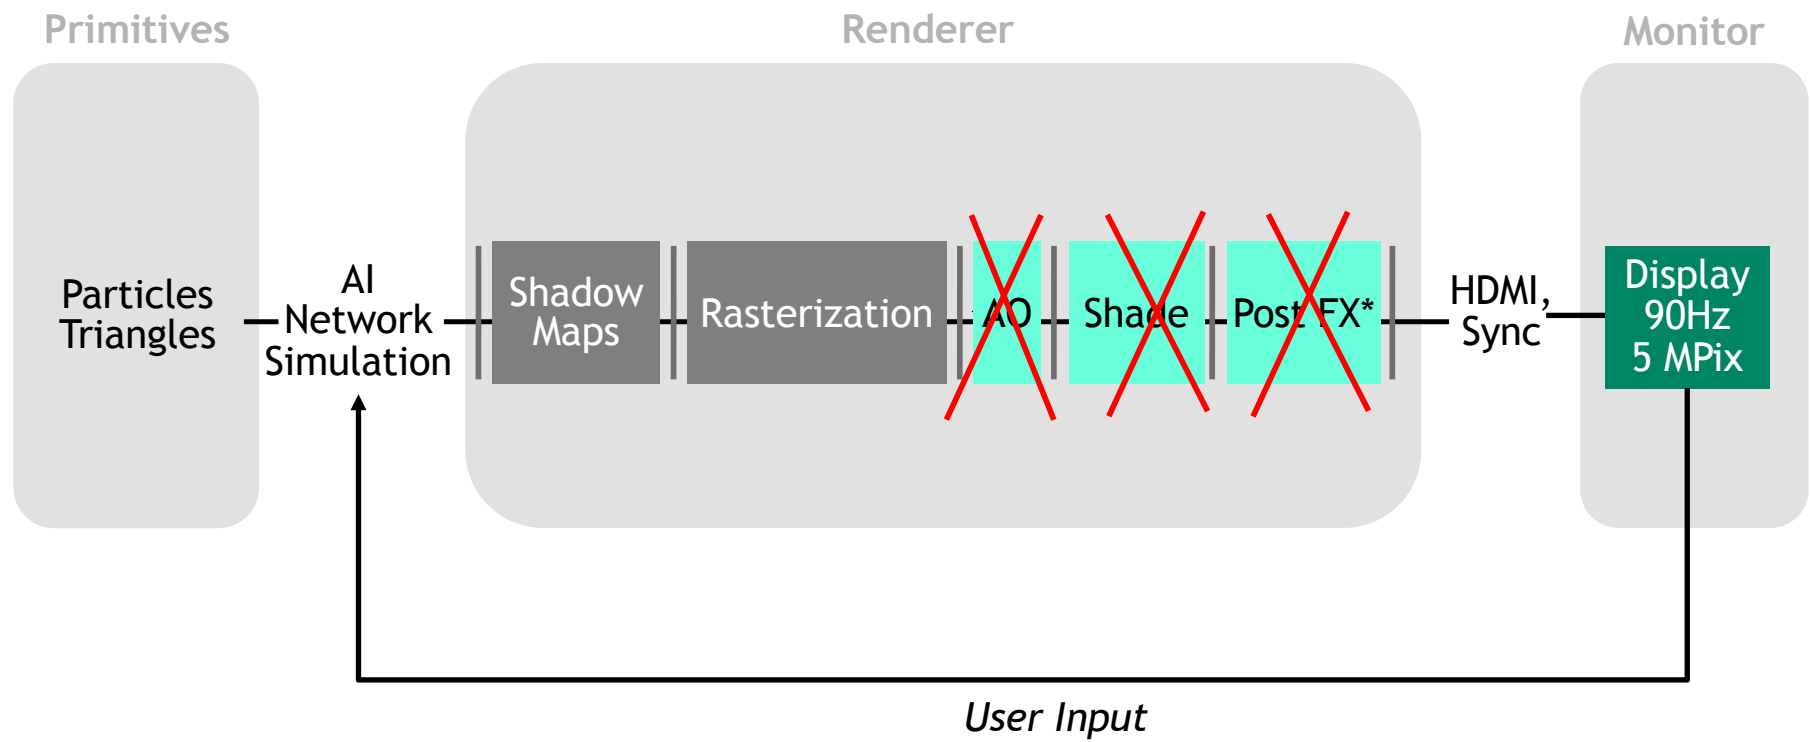 Primitives
Renderer
Monitor
Particles
Triangles
AI
Network
Simulation
Shadow
Maps
Rasterization
AO
Shade
Post FX*
HDMI,
Sync
Display
90Hz
5 MPix
User Input